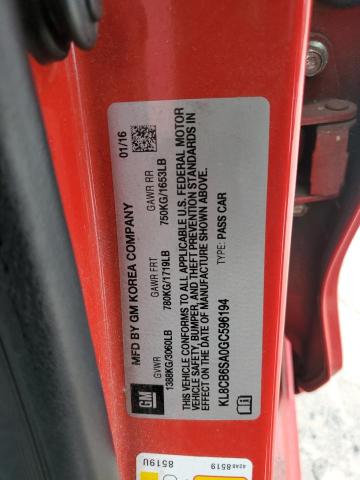 MFD BY GM KOREA COMPANY 01/16
GVWR GAWR FRT GAWR RR
1388KG/3060LB 780KG/1719LB 750KG/1653LB
THIS VEHICLE CONFORMS TO ALL APPLICABLE U.S. FEDERAL MOTOR
VEHICLE SAFETY, BUMPER, AND THEFT PREVENTION STANDARDS IN
EFFECT ON THE DATE OF MANUFACTURE SHOWN ABOVE.
KL8CB6SA0GC596194 TYPE: PASS CAR
GM
42A0 8519
8519U